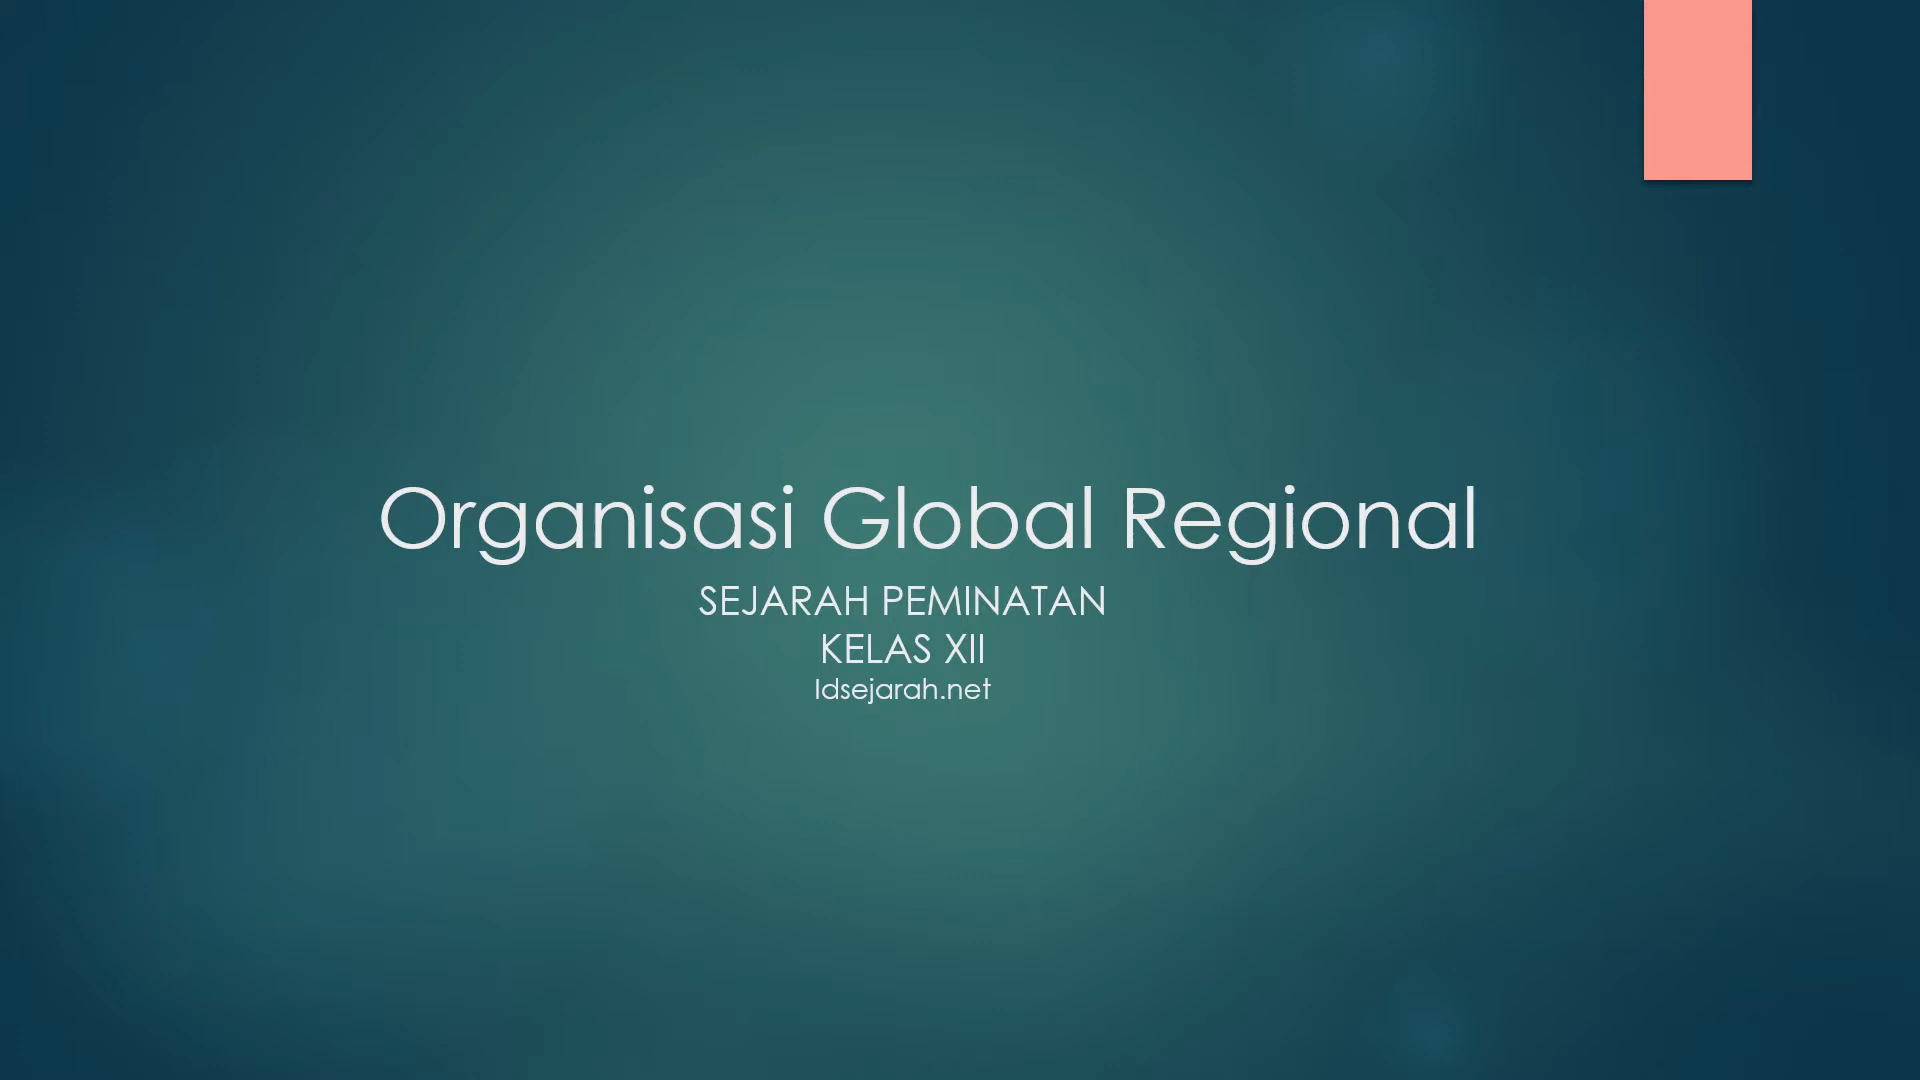 Organisasi Global Regional
SEJARAH PEMINATAN
KELAS XII
Idsejarah.net